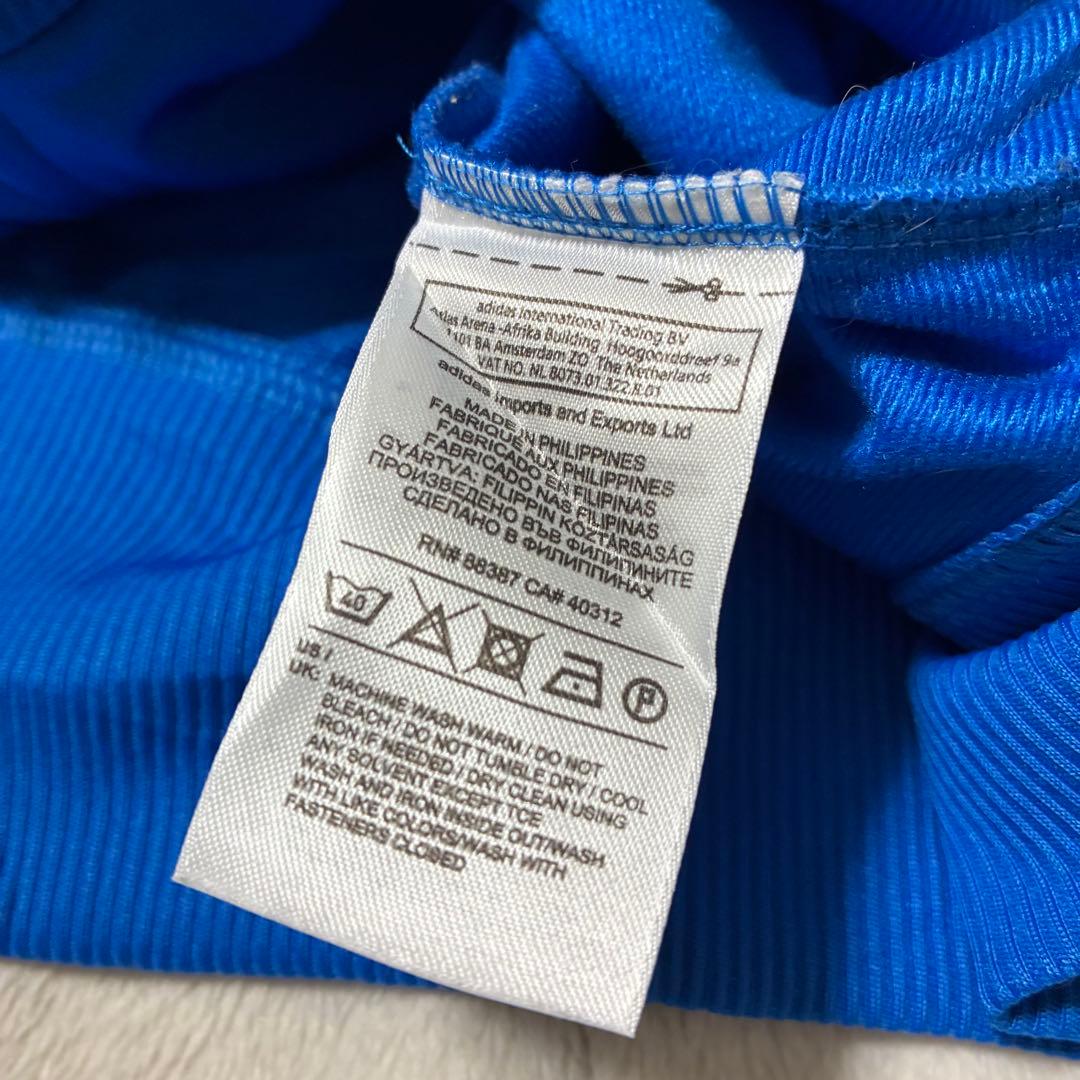 adidas International Trading BV
Arena - Afrika Building, Hoogoorddreef 9a
BA Amsterdam ZO, The Netherlands
VAT NO. NL 8073.01.322.B.01
adidas Imports and Exports Ltd
MADE IN PHILIPPINES
FABRIQUE AUX PHILIPPINES
FABRICADO EN FILIPINAS
FABRICADO NAS FILIPINAS
GYÁRTVA: FILIPPIN KÖZTÁRSASÁG
ПРОИЗВЕДЕНО ВЪВ ФИЛИПИНИТЕ
СДЕЛАНО В ФИЛИППИНАХ
RN# 88387 CA# 40312
40
P
US /
UK: MACHINE WASH WARM / DO NOT
BLEACH / DO NOT TUMBLE DRY / COOL
IRON IF NEEDED / DRY CLEAN USING
ANY SOLVENT EXCEPT TCE
WASH AND IRON INSIDE OUT/WASH
WITH LIKE COLORS/WASH WITH
FASTENERS CLOSED